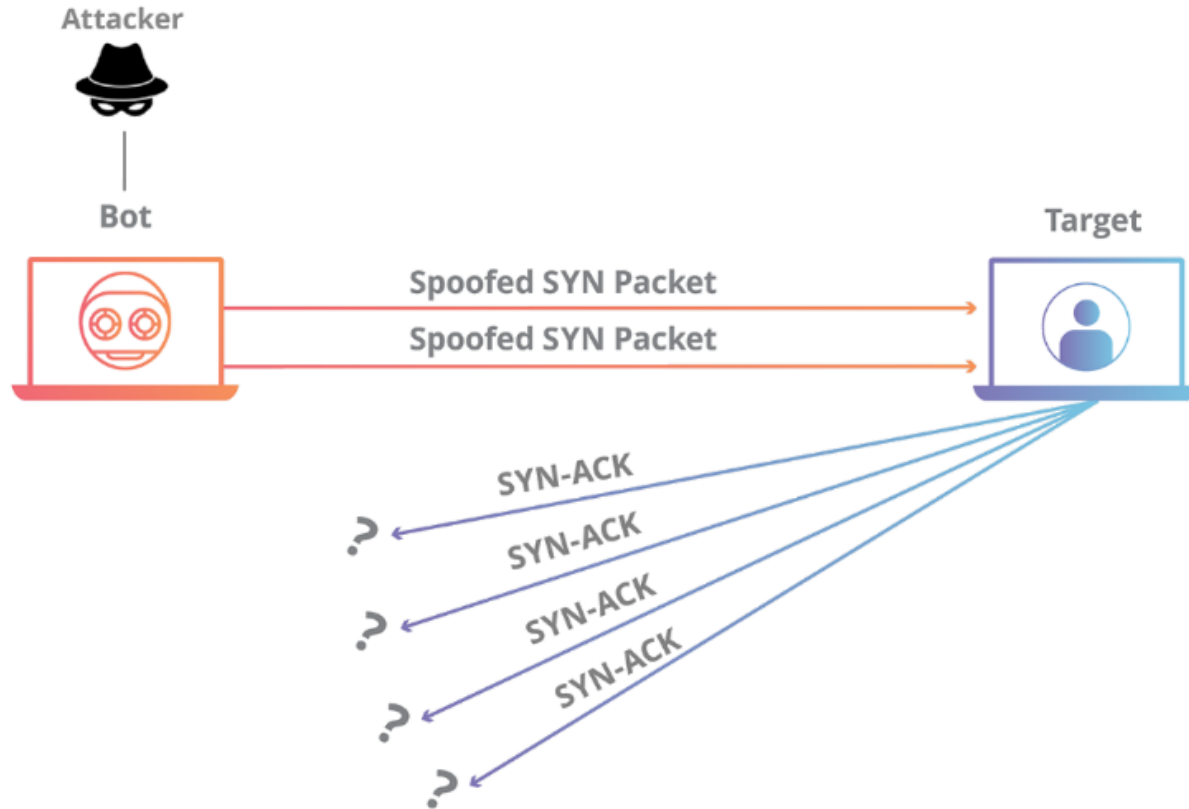 Attacker
Bot
Target
Spoofed SYN Packet
Spoofed SYN Packet
SYN-ACK
?
SYN-ACK
?
SYN-ACK
?
SYN-ACK
?